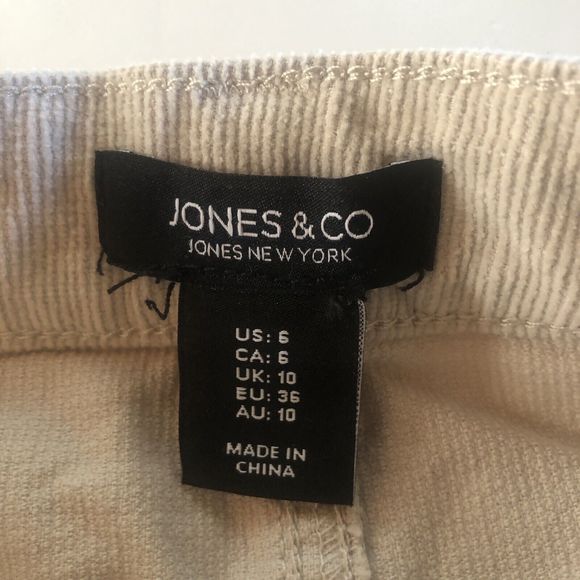 JONES & CO
JONES NEW YORK
US: 6
CA: 6
UK: 10
EU: 36
AU: 10
MADE IN
CHINA